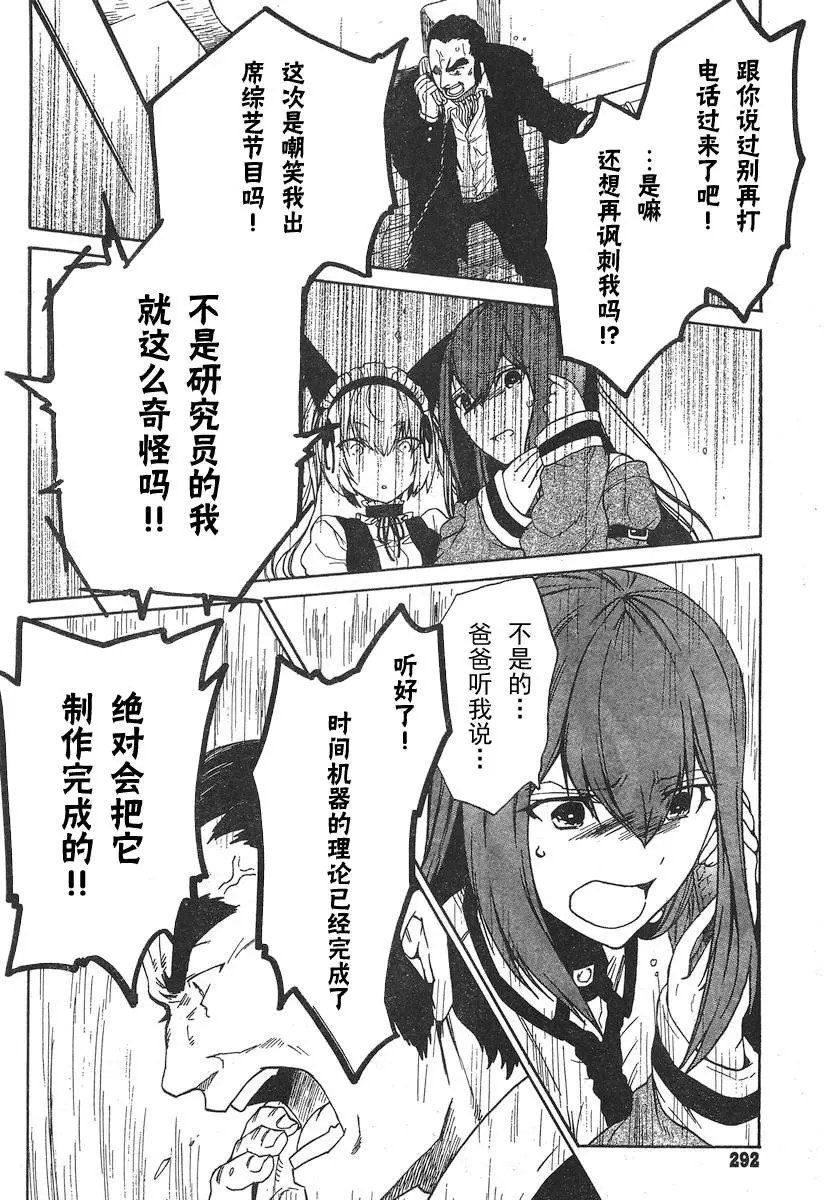 跟你说过别再打
电话过来了吧！
…是嘛
还想再讽刺我吗!?
这次是嘲笑我出
席综艺节目吗！
不是研究员的我
就这么奇怪吗!!
不是的…
爸爸听我说…
听好了！
时间机器的理论已经完成了
绝对会把它
制作完成的!!
292